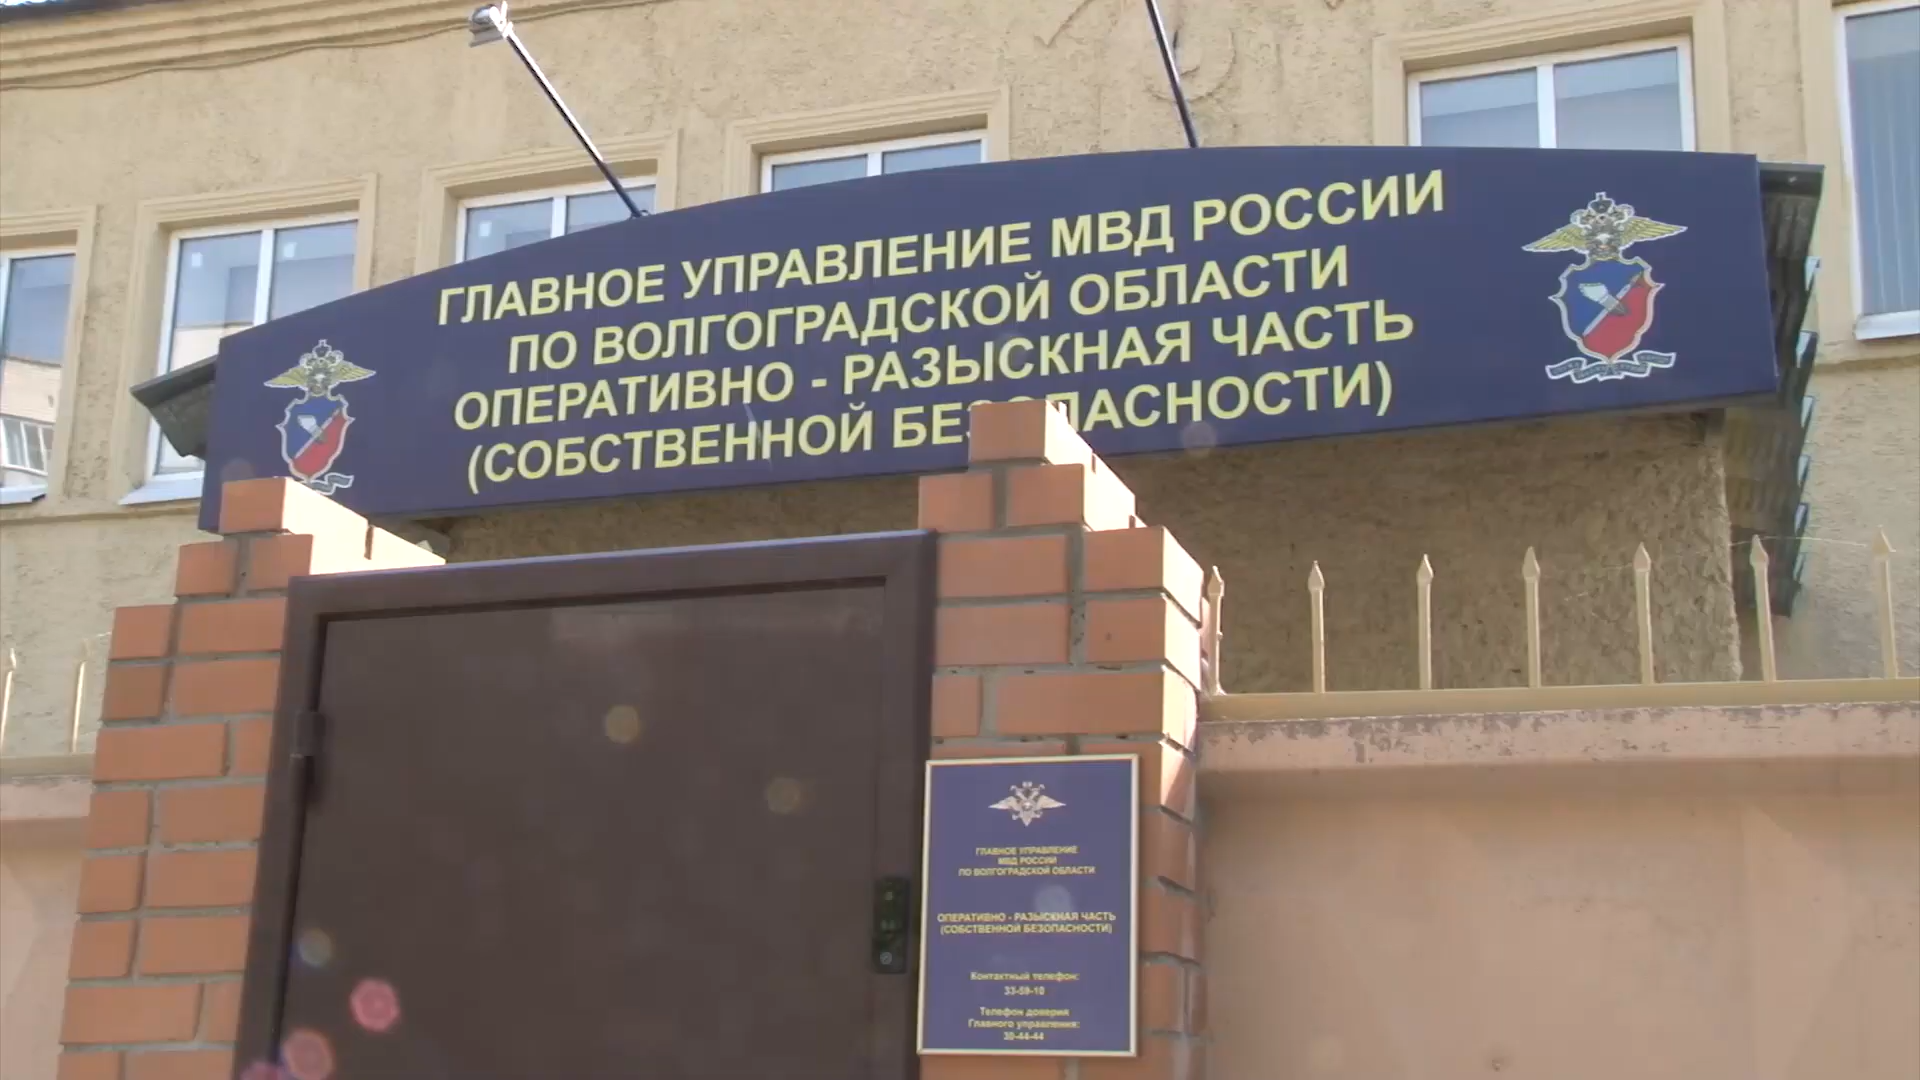 ГЛАВНОЕ УПРАВЛЕНИЕ МВД РОССИИ
ПО ВОЛГОГРАДСКОЙ ОБЛАСТИ
ОПЕРАТИВНО - РАЗЫСКНАЯ ЧАСТЬ
(СОБСТВЕННОЙ БЕЗОПАСНОСТИ)
ГЛАВНОЕ УПРАВЛЕНИЕ
МВД РОССИИ
ПО ВОЛГОГРАДСКОЙ ОБЛАСТИ
ОПЕРАТИВНО - РАЗЫСКНАЯ ЧАСТЬ
(СОБСТВЕННОЙ БЕЗОПАСНОСТИ)
Контактный телефон:
33-59-10
Телефон доверия
Главного управления:
30-44-44